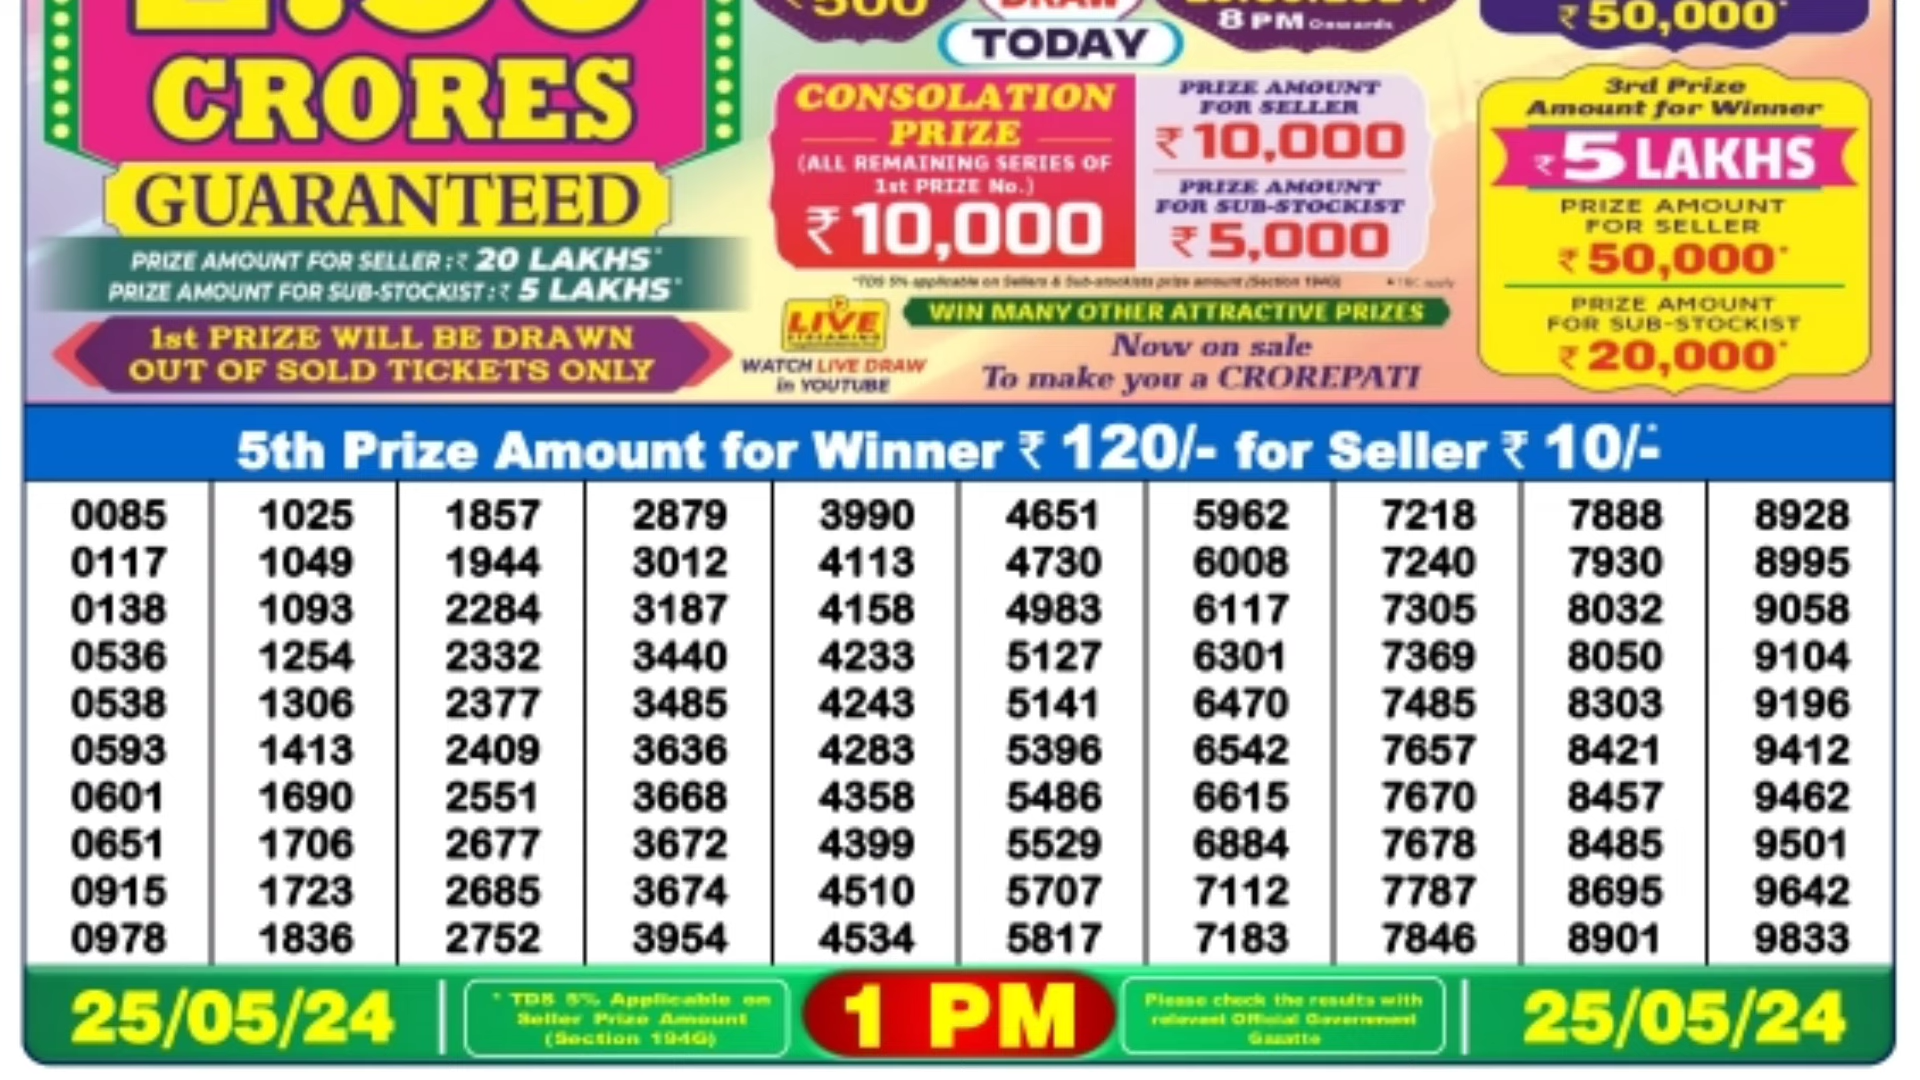 CRORES
GUARANTEED
PRIZE AMOUNT FOR SELLER :₹ 20 LAKHS*
PRIZE AMOUNT FOR SUB-STOCKIST :₹ 5 LAKHS*
1st PRIZE WILL BE DRAWN
OUT OF SOLD TICKETS ONLY
₹500
DRAW
TODAY
8 PM Onwards
₹ 50,000*
CONSOLATION
PRIZE
(ALL REMAINING SERIES OF
1st PRIZE No.)
₹ 10,000
PRIZE AMOUNT
FOR SELLER
₹ 10,000
PRIZE AMOUNT
FOR SUB-STOCKIST
₹ 5,000
*TDS 5% applicable on Sellers & Sub-stockists prize amount (Section 194G)
LIVE
STREAMING
WATCH LIVE DRAW
in YOUTUBE
WIN MANY OTHER ATTRACTIVE PRIZES
Now on sale
To make you a CROREPATI
3rd Prize
Amount for Winner
₹ 5 LAKHS
PRIZE AMOUNT
FOR SELLER
₹ 50,000*
PRIZE AMOUNT
FOR SUB-STOCKIST
₹ 20,000*
5th Prize Amount for Winner ₹ 120/- for Seller ₹ 10/-*
0085 1025 1857 2879 3990 4651 5962 7218 7888 8928
0117 1049 1944 3012 4113 4730 6008 7240 7930 8995
0138 1093 2284 3187 4158 4983 6117 7305 8032 9058
0536 1254 2332 3440 4233 5127 6301 7369 8050 9104
0538 1306 2377 3485 4243 5141 6470 7485 8303 9196
0593 1413 2409 3636 4283 5396 6542 7657 8421 9412
0601 1690 2551 3668 4358 5486 6615 7670 8457 9462
0651 1706 2677 3672 4399 5529 6884 7678 8485 9501
0915 1723 2685 3674 4510 5707 7112 7787 8695 9642
0978 1836 2752 3954 4534 5817 7183 7846 8901 9833
25/05/24
* TDS 5% Applicable on
Seller Prize Amount
(Section 194G)
1 PM
Please check the results with
relevant Official Government
Gazette
25/05/24